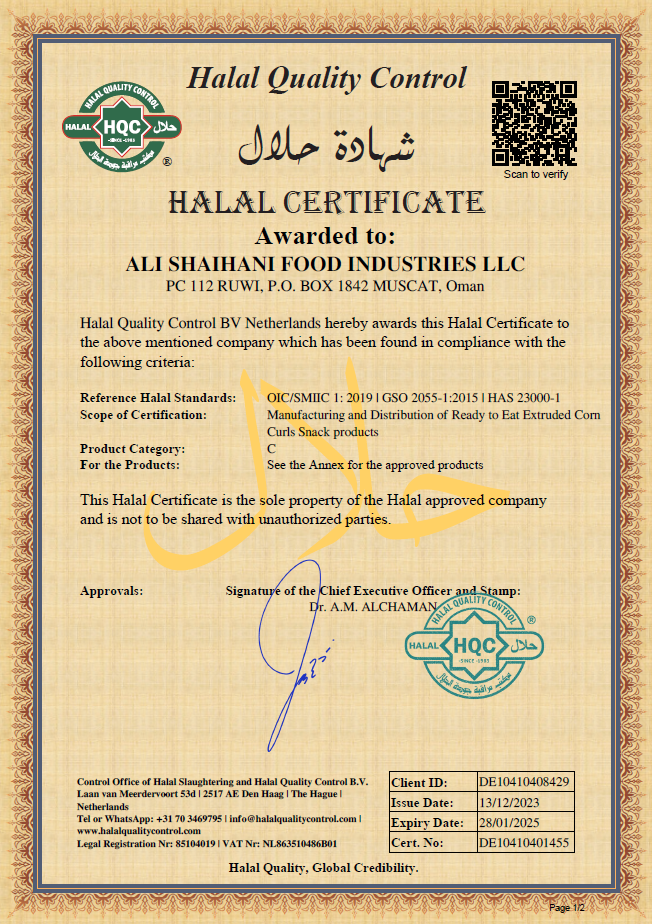 Halal Quality Control
HALAL QUALITY CONTROL
HALAL HQC حلال
·SINCE ·1983
مكتب مراقبة جودة الحلال
®
شهادة حلال
Scan to verify
HALAL CERTIFICATE
Awarded to:
ALI SHAIHANI FOOD INDUSTRIES LLC
PC 112 RUWI, P.O. BOX 1842 MUSCAT, Oman
Halal Quality Control BV Netherlands hereby awards this Halal Certificate to
the above mentioned company which has been found in compliance with the
following criteria:
Reference Halal Standards: OIC/SMIIC 1: 2019 | GSO 2055-1:2015 | HAS 23000-1
Scope of Certification: Manufacturing and Distribution of Ready to Eat Extruded Corn
Curls Snack products
Product Category: C
For the Products: See the Annex for the approved products
حلال
This Halal Certificate is the sole property of the Halal approved company
and is not to be shared with unauthorized parties.
Approvals: Signature of the Chief Executive Officer and Stamp:
Dr. A.M. ALCHAMAN
HALAL QUALITY CONTROL
®
HALAL HQC حلال
·SINCE ·1983
مكتب مراقبة جودة الحلال
Control Office of Halal Slaughtering and Halal Quality Control B.V.
Laan van Meerdervoort 53d | 2517 AE Den Haag | The Hague |
Netherlands
Tel or WhatsApp: +31 70 3469795 | info@halalqualitycontrol.com |
www.halalqualitycontrol.com
Legal Registration Nr: 85104019 | VAT Nr: NL863510486B01
Client ID: DE10410408429
Issue Date: 13/12/2023
Expiry Date: 28/01/2025
Cert. No: DE10410401455
Halal Quality, Global Credibility.
Page 1/2